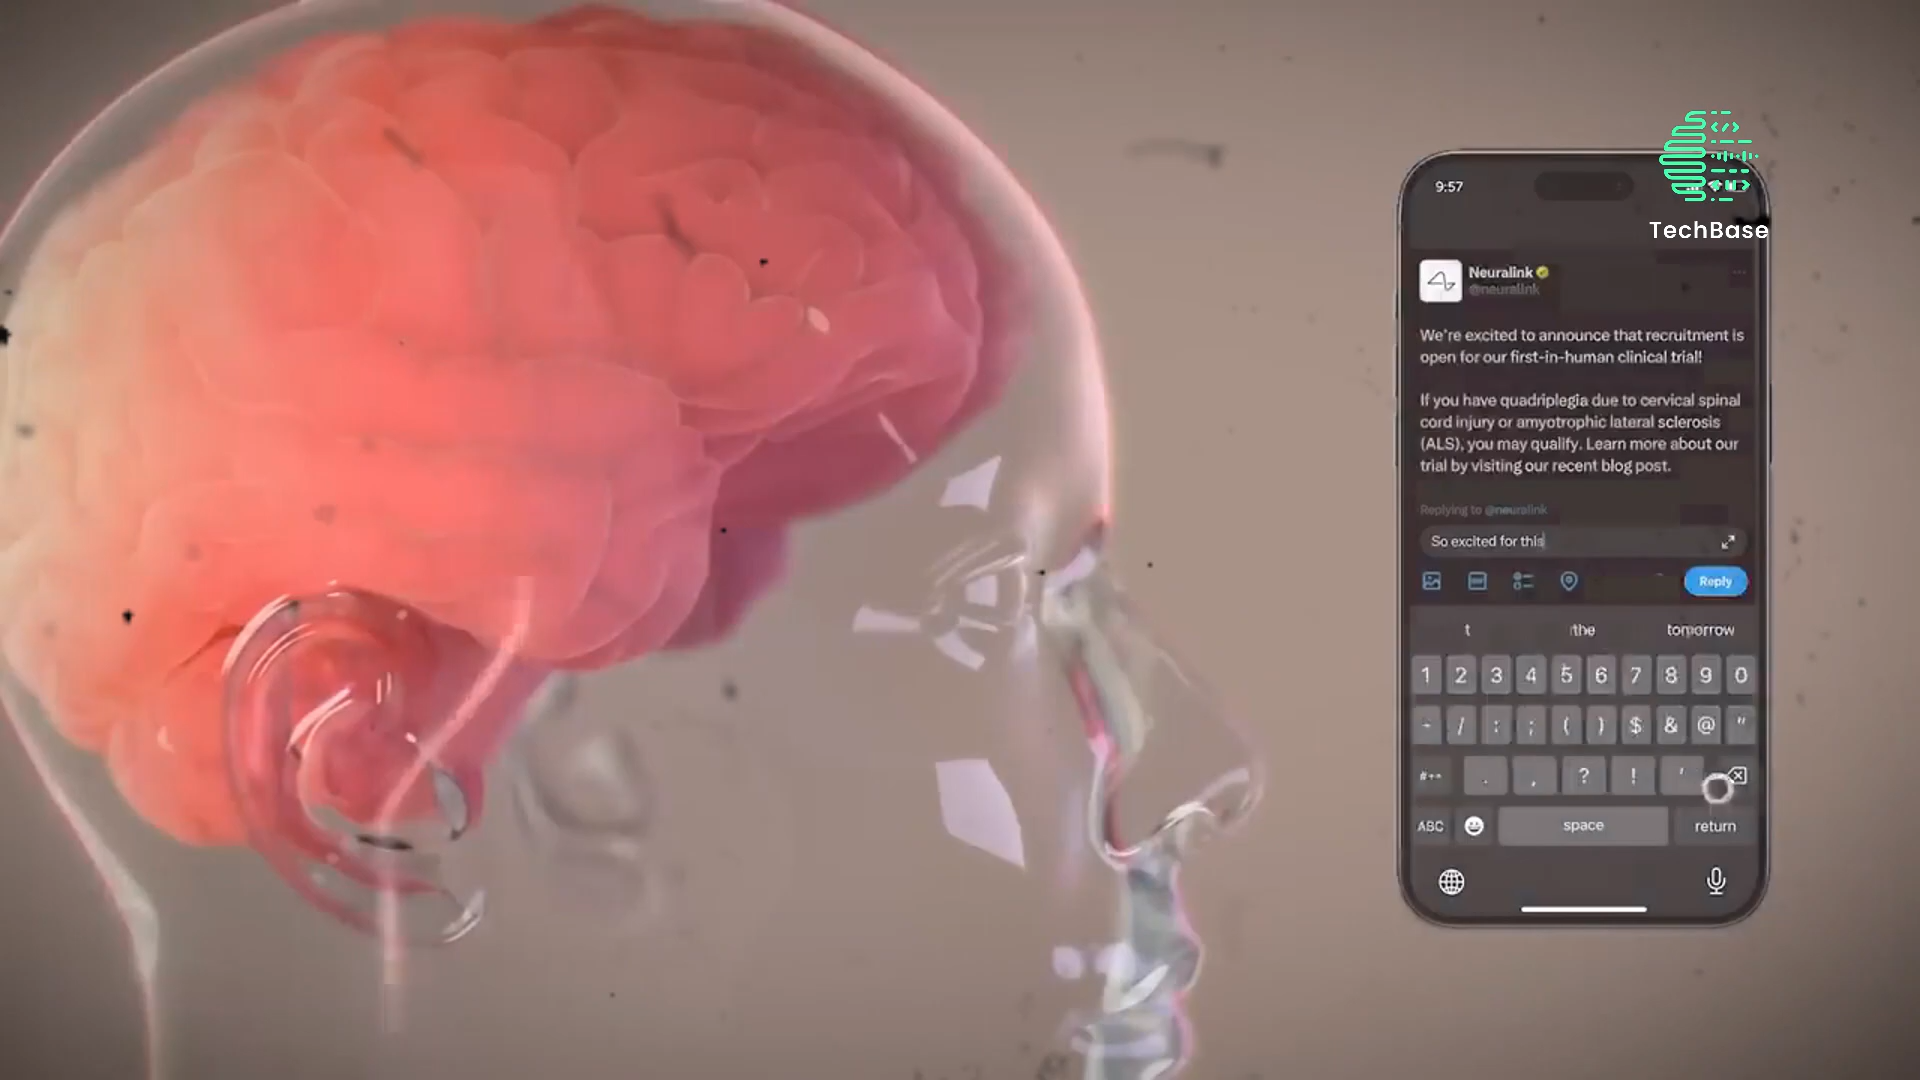 TechBase
9:57
Neuralink
@neuralink
We're excited to announce that recruitment is
open for our first-in-human clinical trial!
If you have quadriplegia due to cervical spinal
cord injury or amyotrophic lateral sclerosis
(ALS), you may qualify. Learn more about our
trial by visiting our recent blog post.
Replying to @neuralink
So excited for this
Reply
t the tomorrow
1 2 3 4 5 6 7 8 9 0
- / : ; ( ) $ & @ "
#+= . , ? ! '
ABC space return